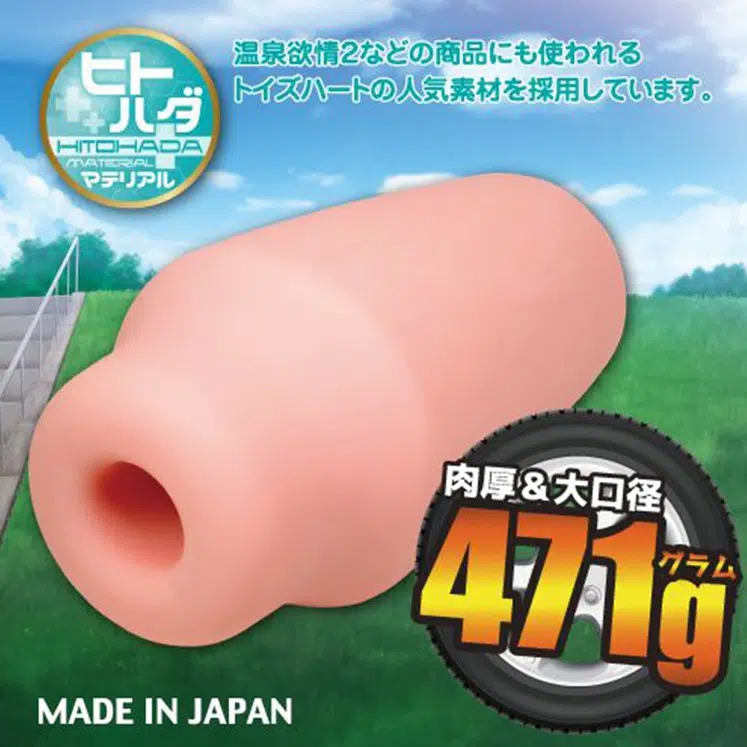 ヒト
ハダ
HITOHADA
MATERIAL
マテリアル
温泉欲情2などの商品にも使われる
トイズハートの人気素材を採用しています。
肉厚&大口径
471g
グラム
MADE IN JAPAN